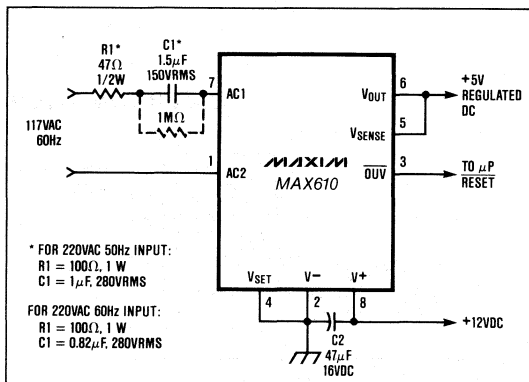 R1*
47Ω
1/2W
C1*
1.5µF
150VRMS
1MΩ
117VAC
60Hz
7
AC1
1
AC2
MAXIM
MAX610
VOUT
6
+5V
REGULATED
DC
VSENSE
5
OUV
3
TO µP
RESET
VSET
V−
V+
4
2
8
+12VDC
C2
47µF
16VDC
* FOR 220VAC 50Hz INPUT:
R1 = 100Ω, 1 W
C1 = 1µF, 280VRMS
FOR 220VAC 60Hz INPUT:
R1 = 100Ω, 1 W
C1 = 0.82µF, 280VRMS